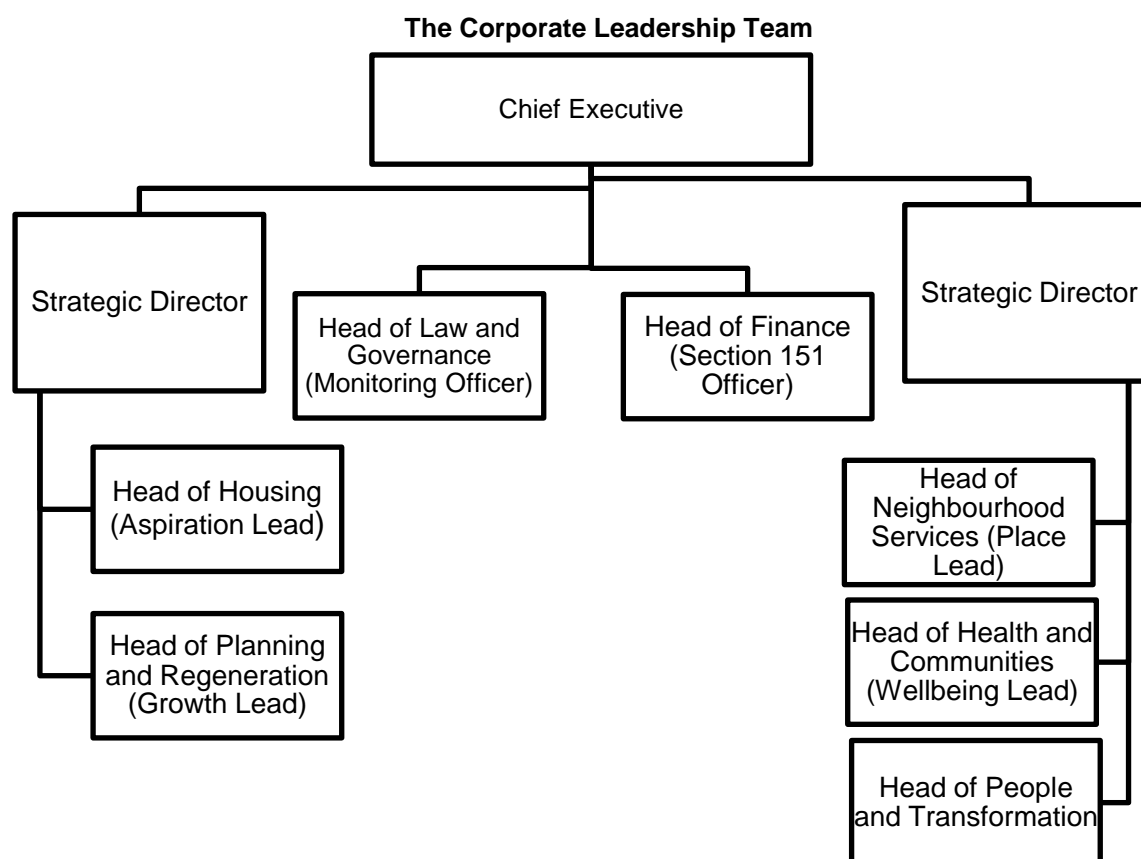 The Corporate Leadership Team
Chief Executive
Strategic Director
Head of Law and
Governance
(Monitoring Officer)
Head of Finance
(Section 151
Officer)
Strategic Director
Head of Housing
(Aspiration Lead)
Head of Planning
and Regeneration
(Growth Lead)
Head of
Neighbourhood
Services (Place
Lead)
Head of Health and
Communities
(Wellbeing Lead)
Head of People
and Transformation